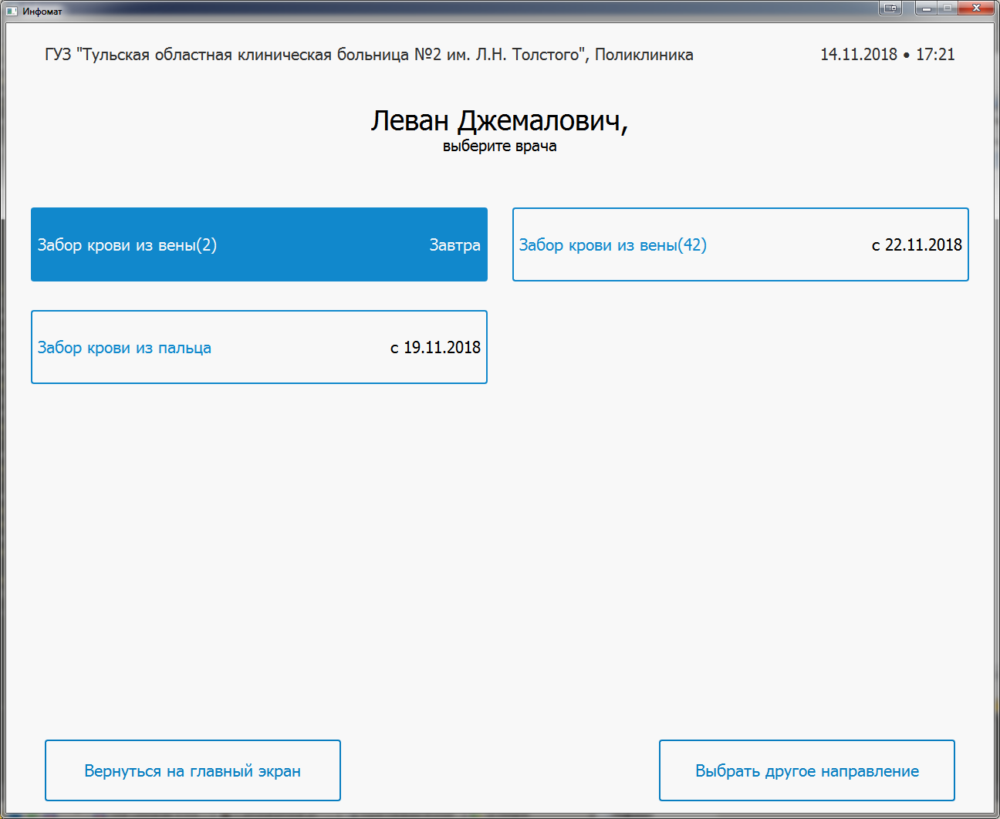 Инфомат
ГУЗ "Тульская областная клиническая больница №2 им. Л.Н. Толстого", Поликлиника
14.11.2018 • 17:21
Леван Джемалович,
выберите врача
Забор крови из вены(2)
Завтра
Забор крови из вены(42)
с 22.11.2018
Забор крови из пальца
с 19.11.2018
Вернуться на главный экран
Выбрать другое направление